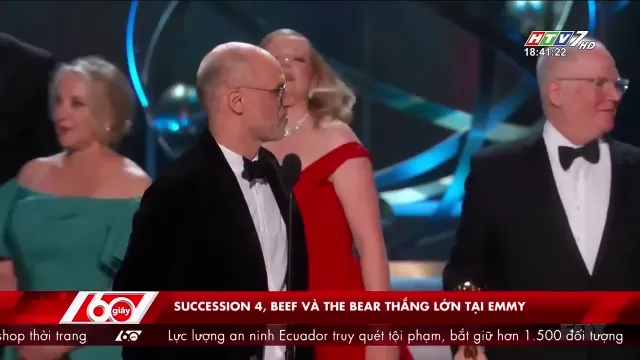 HTV7 HD
18:41:22
60 giây
SUCCESSION 4, BEEF VÀ THE BEAR THẮNG LỚN TẠI EMMY
shop thời trang 60 giây Lực lượng an ninh Ecuador truy quét tội phạm, bắt giữ hơn 1.500 đối tượng